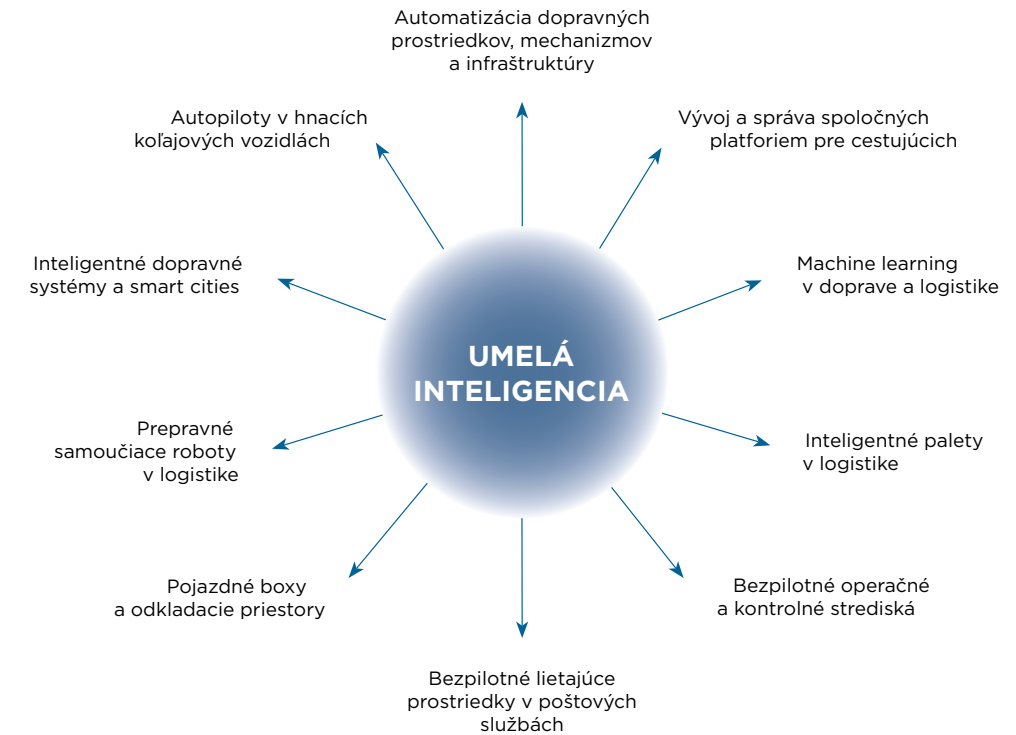 Automatizácia dopravných
prostriedkov, mechanizmov
a infraštruktúry
Autopiloty v hnacích
koľajových vozidlách
Vývoj a správa spoločných
platforiem pre cestujúcich
Inteligentné dopravné
systémy a smart cities
Machine learning
v doprave a logistike
UMELÁ
INTELIGENCIA
Prepravné
samoučiace roboty
v logistike
Inteligentné palety
v logistike
Pojazdné boxy
a odkladacie priestory
Bezpilotné operačné
a kontrolné strediská
Bezpilotné lietajúce
prostriedky v poštových
službách